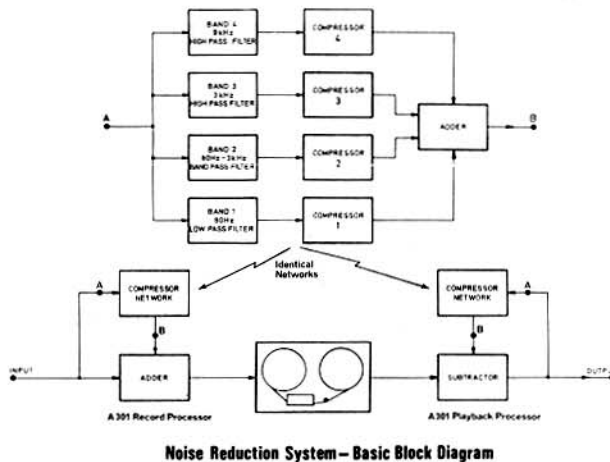 BAND 4
9kHz
HIGH PASS FILTER
COMPRESSOR
4
BAND 3
3kHz
HIGH PASS FILTER
COMPRESSOR
3
A
ADDER
B
BAND 2
80Hz-3kHz
BAND PASS FILTER
COMPRESSOR
2
BAND 1
80Hz
LOW PASS FILTER
COMPRESSOR
1
Identical
Networks
A
COMPRESSOR
NETWORK
B
COMPRESSOR
NETWORK
A
B
INPUT
ADDER
SUBTRACTOR
OUTPU
A301 Record Processor
A301 Playback Processor
Noise Reduction System – Basic Block Diagram